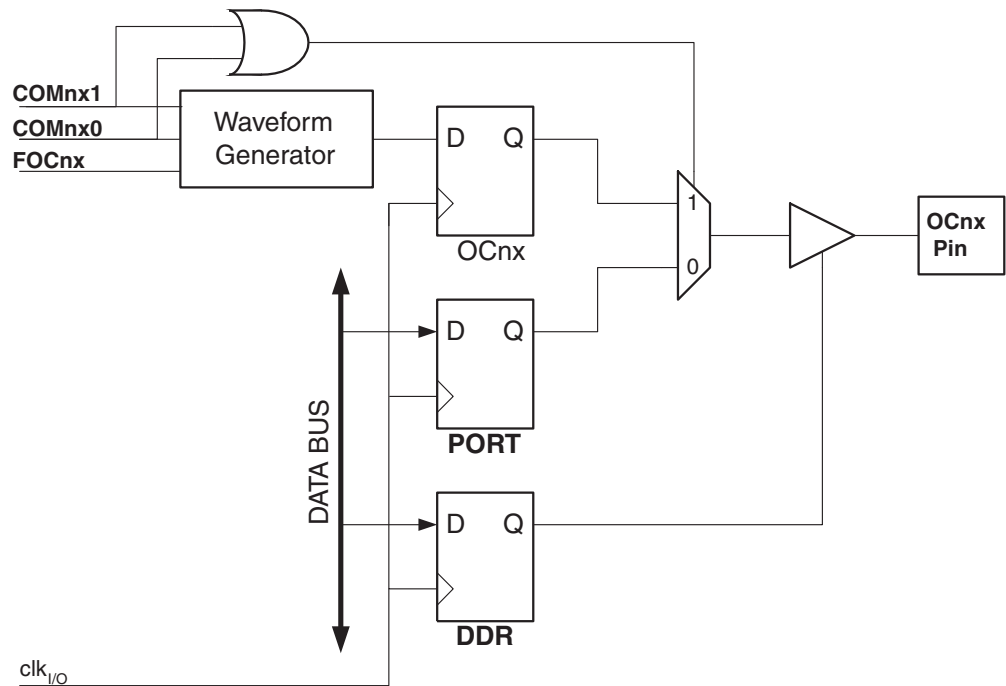 COMnx1
COMnx0
FOCnx
Waveform
Generator
D Q
OCnx
1
0
OCnx
Pin
D Q
PORT
DATA BUS
D Q
DDR
clkI/O